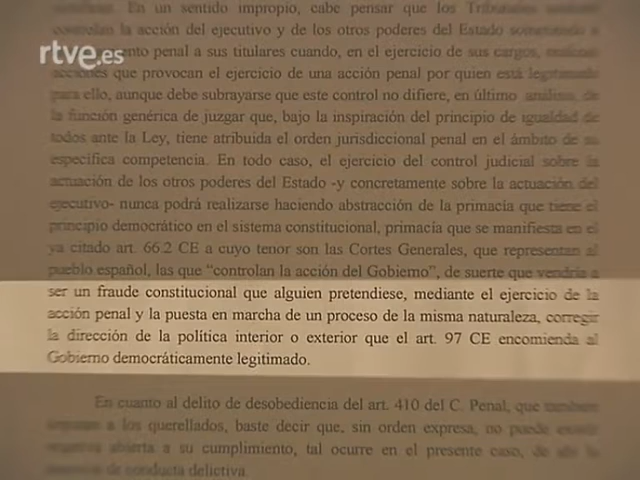 rtve.es
En un sentido impropio, cabe pensar que los Tribunales
la acción del ejecutivo y de los otros poderes del Estado
penal a sus titulares cuando, en el ejercicio de sus cargos, realizan
acciones que provocan el ejercicio de una acción penal por quien está legitimado
para ello, aunque debe subrayarse que este control no difiere, en último análisis, de
la función genérica de juzgar que, bajo la inspiración del principio de igualdad de
todos ante la Ley, tiene atribuida el orden jurisdiccional penal en el ámbito de su
específica competencia. En todo caso, el ejercicio del control judicial sobre la
actuación de los otros poderes del Estado -y concretamente sobre la actuación del
ejecutivo- nunca podrá realizarse haciendo abstracción de la primacía que tiene el
principio democrático en el sistema constitucional, primacía que se manifiesta en el
ya citado art. 66.2 CE a cuyo tenor son las Cortes Generales, que representan al
pueblo español, las que “controlan la acción del Gobierno”, de suerte que vendría a
ser un fraude constitucional que alguien pretendiese, mediante el ejercicio de la
acción penal y la puesta en marcha de un proceso de la misma naturaleza, corregir
la dirección de la política interior o exterior que el art. 97 CE encomienda al
Gobierno democráticamente legitimado.
En cuanto al delito de desobediencia del art. 410 del C. Penal, que también
imputan a los querellados, baste decir que, sin orden expresa, no puede existir
negativa abierta a su cumplimiento, tal ocurre en el presente caso, de ahí la
de conducta delictiva.